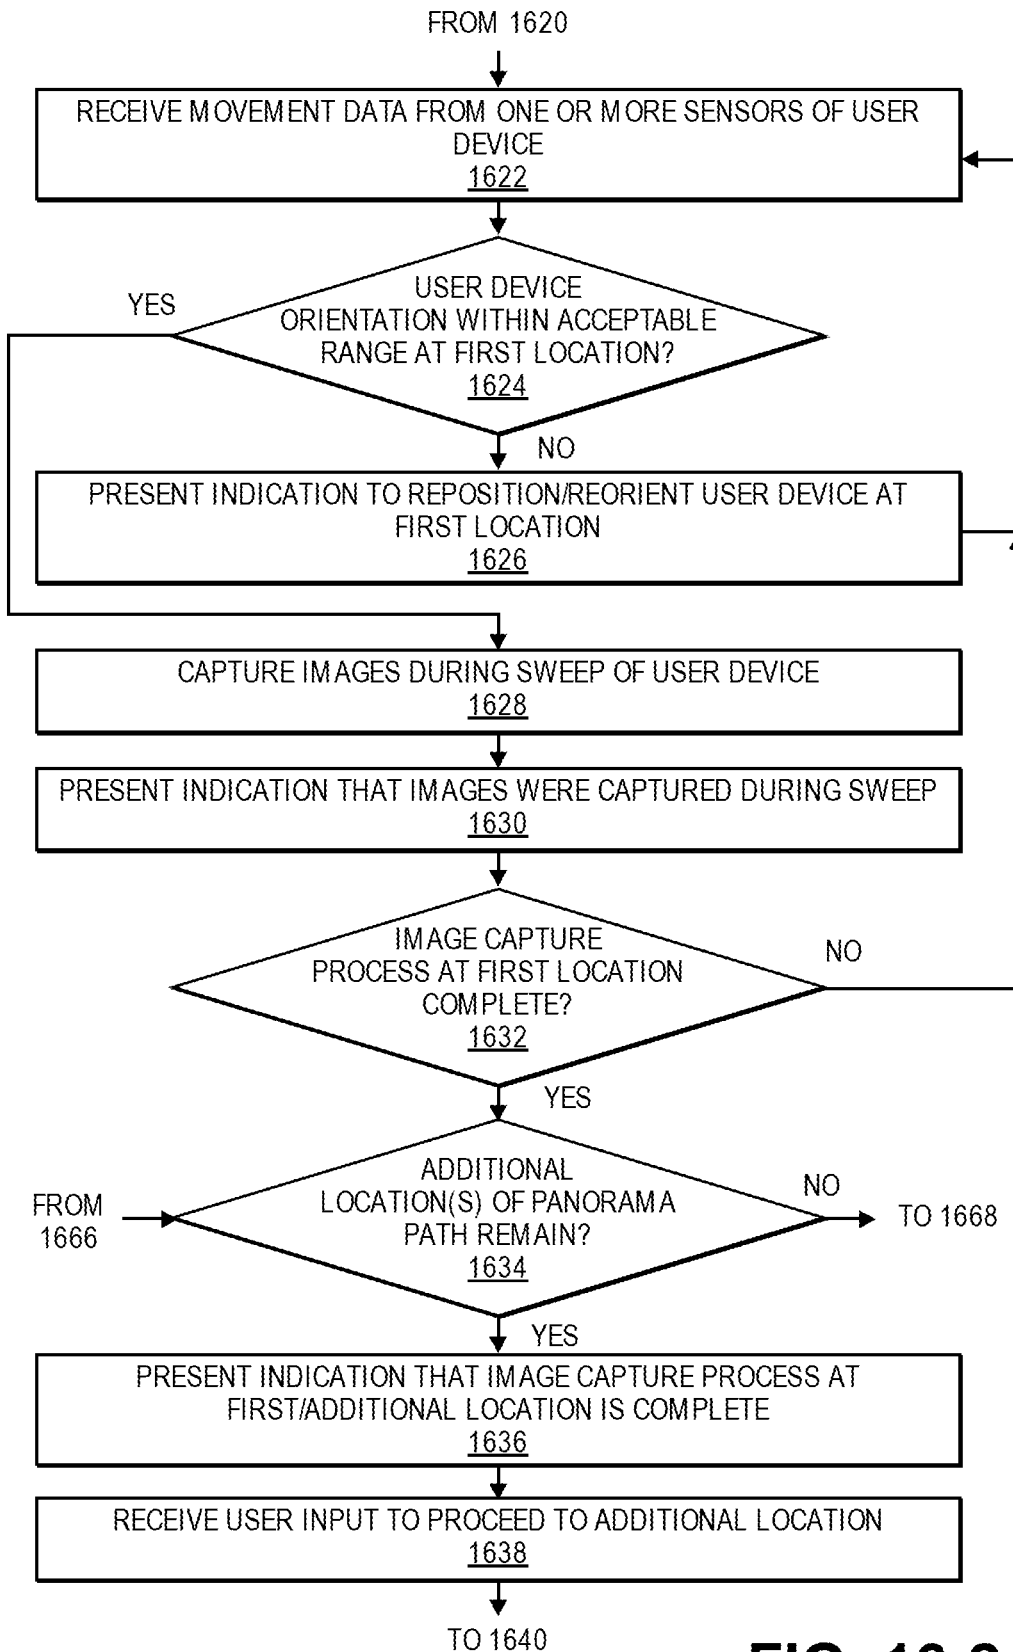 FROM 1620
RECEIVE MOVEMENT DATA FROM ONE OR MORE SENSORS OF USER
DEVICE
1622
USER DEVICE
ORIENTATION WITHIN ACCEPTABLE
RANGE AT FIRST LOCATION?
1624
YES
NO
PRESENT INDICATION TO REPOSITION/REORIENT USER DEVICE AT
FIRST LOCATION
1626
CAPTURE IMAGES DURING SWEEP OF USER DEVICE
1628
PRESENT INDICATION THAT IMAGES WERE CAPTURED DURING SWEEP
1630
IMAGE CAPTURE
PROCESS AT FIRST LOCATION
COMPLETE?
1632
NO
YES
ADDITIONAL
LOCATION(S) OF PANORAMA
PATH REMAIN?
1634
FROM
1666
NO
TO 1668
YES
PRESENT INDICATION THAT IMAGE CAPTURE PROCESS AT
FIRST/ADDITIONAL LOCATION IS COMPLETE
1636
RECEIVE USER INPUT TO PROCEED TO ADDITIONAL LOCATION
1638
TO 1640